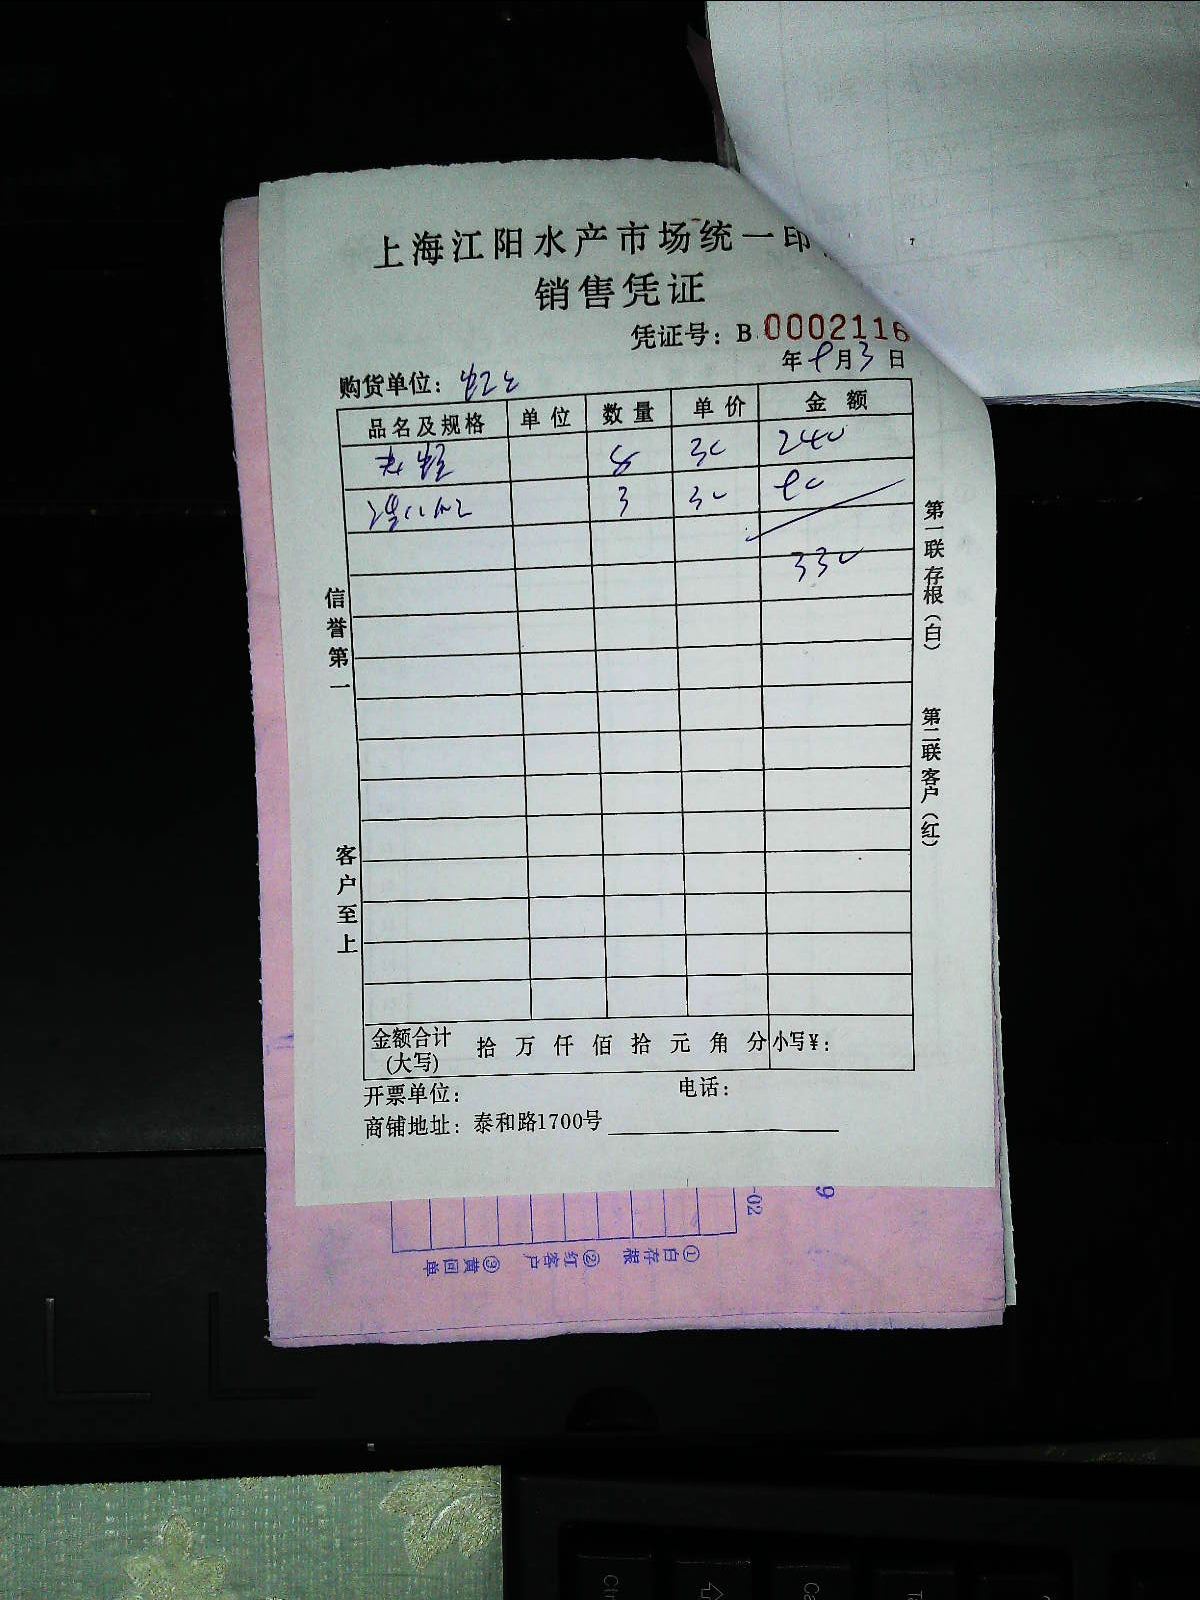 上海江阳水产市场统一印
销售凭证
凭证号：B 0002116
年 9 月 3 日
购货单位：
品名及规格 单位 数量 单价 金额
8 30 240
3 30 90
330
信誉第一
客户至上
第一联存根（白）
第二联客户（红）
金额合计(大写) 拾 万 仟 佰 拾 元 角 分 小写¥：
开票单位： 电话：
商铺地址：泰和路1700号
-02
9
①白存根 ②红客户 ③黄回单